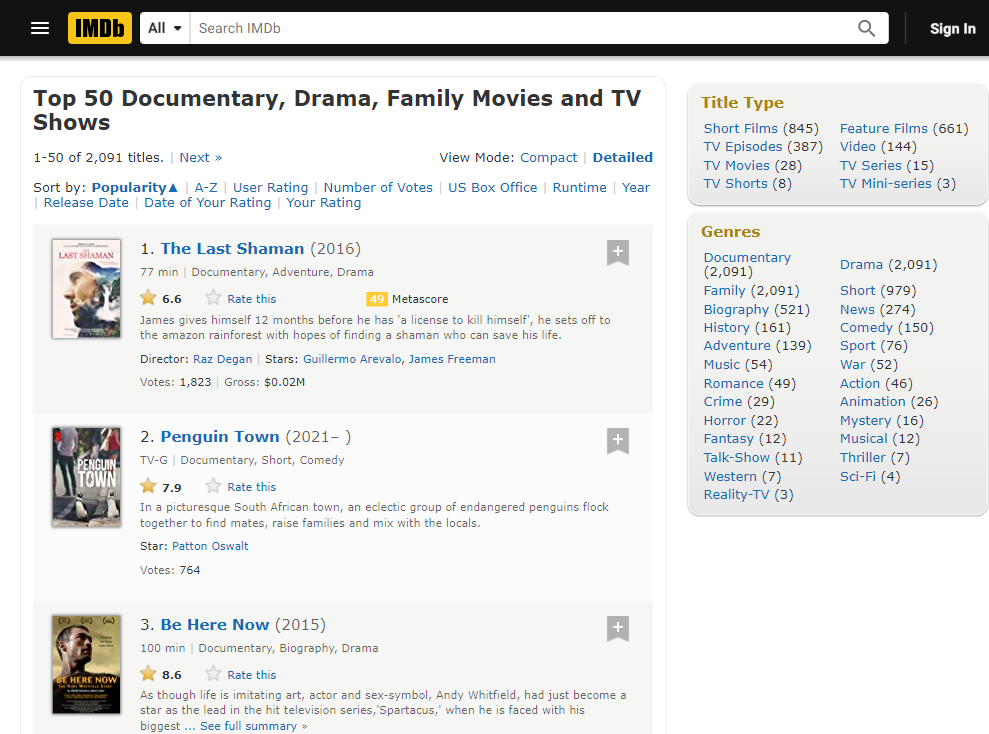 IMDb
All
Search IMDb
Sign In
Top 50 Documentary, Drama, Family Movies and TV
Shows
1-50 of 2,091 titles. | Next »
View Mode: Compact | Detailed
Sort by: Popularity▲ | A-Z | User Rating | Number of Votes | US Box Office | Runtime | Year
| Release Date | Date of Your Rating | Your Rating
THE LAST SHAMAN
1. The Last Shaman (2016)
77 min | Documentary, Adventure, Drama
6.6 Rate this 49 Metascore
James gives himself 12 months before he has 'a license to kill himself', he sets off to
the amazon rainforest with hopes of finding a shaman who can save his life.
Director: Raz Degan | Stars: Guillermo Arevalo, James Freeman
Votes: 1,823 | Gross: $0.02M
PENGUIN
TOWN
2. Penguin Town (2021– )
TV-G | Documentary, Short, Comedy
7.9 Rate this
In a picturesque South African town, an eclectic group of endangered penguins flock
together to find mates, raise families and mix with the locals.
Star: Patton Oswalt
Votes: 764
BE HERE NOW
THE ANDY WHITFIELD STORY
3. Be Here Now (2015)
100 min | Documentary, Biography, Drama
8.6 Rate this
As though life is imitating art, actor and sex-symbol, Andy Whitfield, had just become a
star as the lead in the hit television series,'Spartacus,' when he is faced with his
biggest ... See full summary »
Title Type
Short Films (845) Feature Films (661)
TV Episodes (387) Video (144)
TV Movies (28) TV Series (15)
TV Shorts (8) TV Mini-series (3)
Genres
Documentary
(2,091) Drama (2,091)
Family (2,091) Short (979)
Biography (521) News (274)
History (161) Comedy (150)
Adventure (139) Sport (76)
Music (54) War (52)
Romance (49) Action (46)
Crime (29) Animation (26)
Horror (22) Mystery (16)
Fantasy (12) Musical (12)
Talk-Show (11) Thriller (7)
Western (7) Sci-Fi (4)
Reality-TV (3)